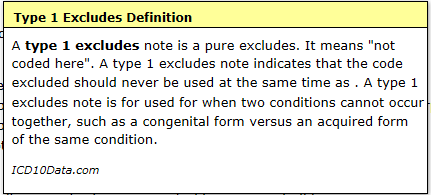 Type 1 Excludes Definition
A type 1 excludes note is a pure excludes. It means "not
coded here". A type 1 excludes note indicates that the code
excluded should never be used at the same time as . A type 1
excludes note is for used for when two conditions cannot occur
together, such as a congenital form versus an acquired form
of the same condition.
ICD10Data.com